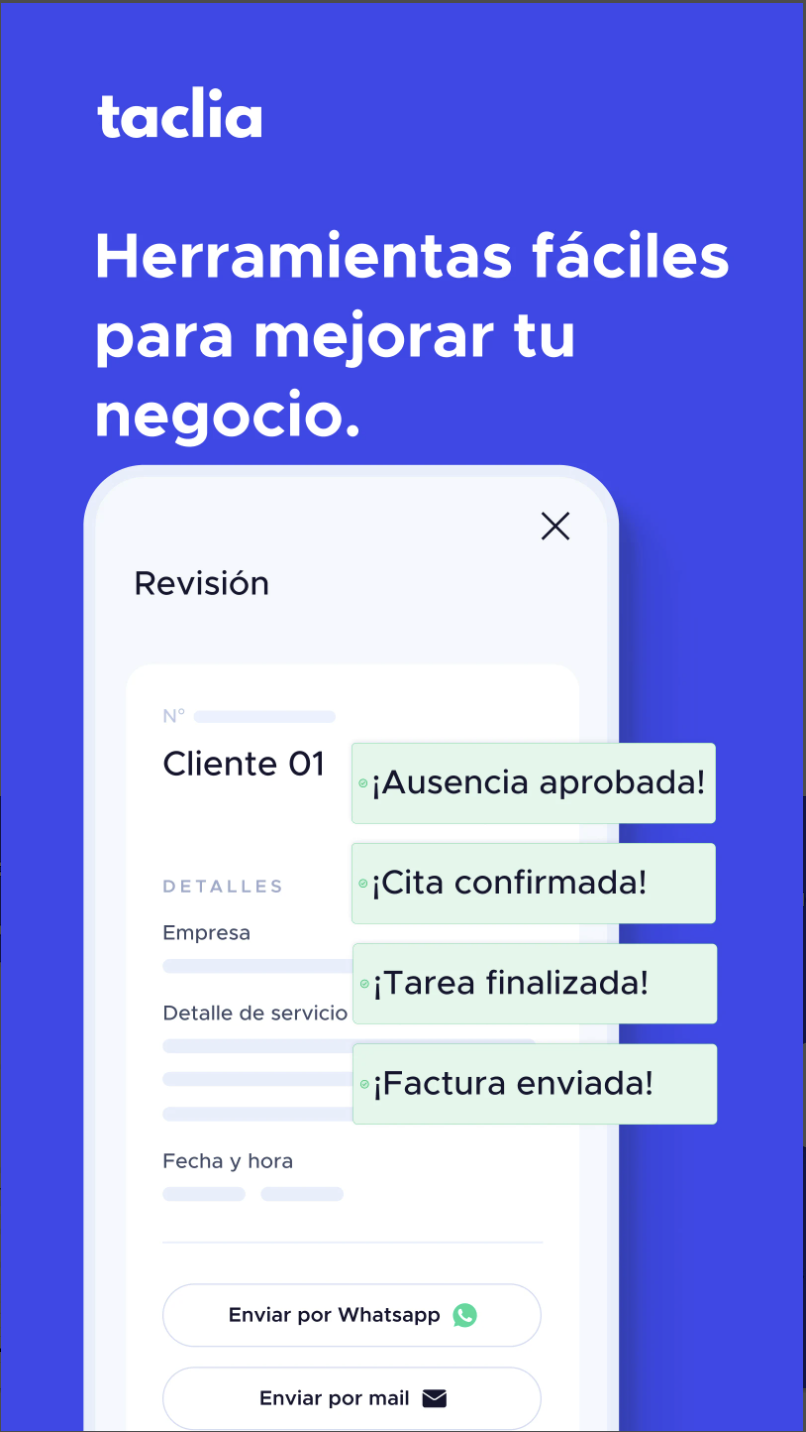 taclia
Herramientas fáciles
para mejorar tu
negocio.
Revisión
N°
Cliente 01
¡Ausencia aprobada!
¡Cita confirmada!
DETALLES
Empresa
¡Tarea finalizada!
Detalle de servicio
¡Factura enviada!
Fecha y hora
Enviar por Whatsapp
Enviar por mail